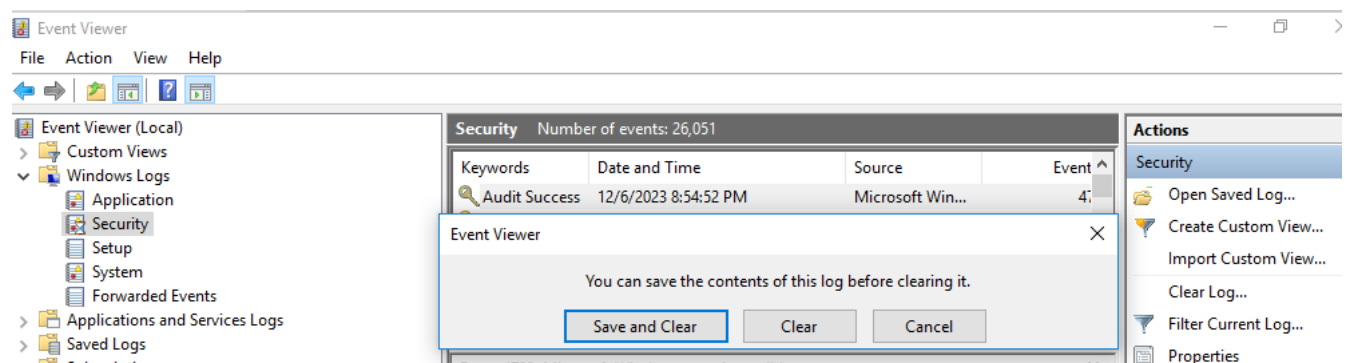 Event Viewer
File Action View Help
Event Viewer (Local)
Custom Views
Windows Logs
Application
Security
Setup
System
Forwarded Events
Applications and Services Logs
Saved Logs
Security Number of events: 26,051
Keywords Date and Time Source Event
Audit Success 12/6/2023 8:54:52 PM Microsoft Win...
Event Viewer
You can save the contents of this log before clearing it.
Save and Clear Clear Cancel
Actions
Security
Open Saved Log...
Create Custom View...
Import Custom View...
Clear Log...
Filter Current Log...
Properties